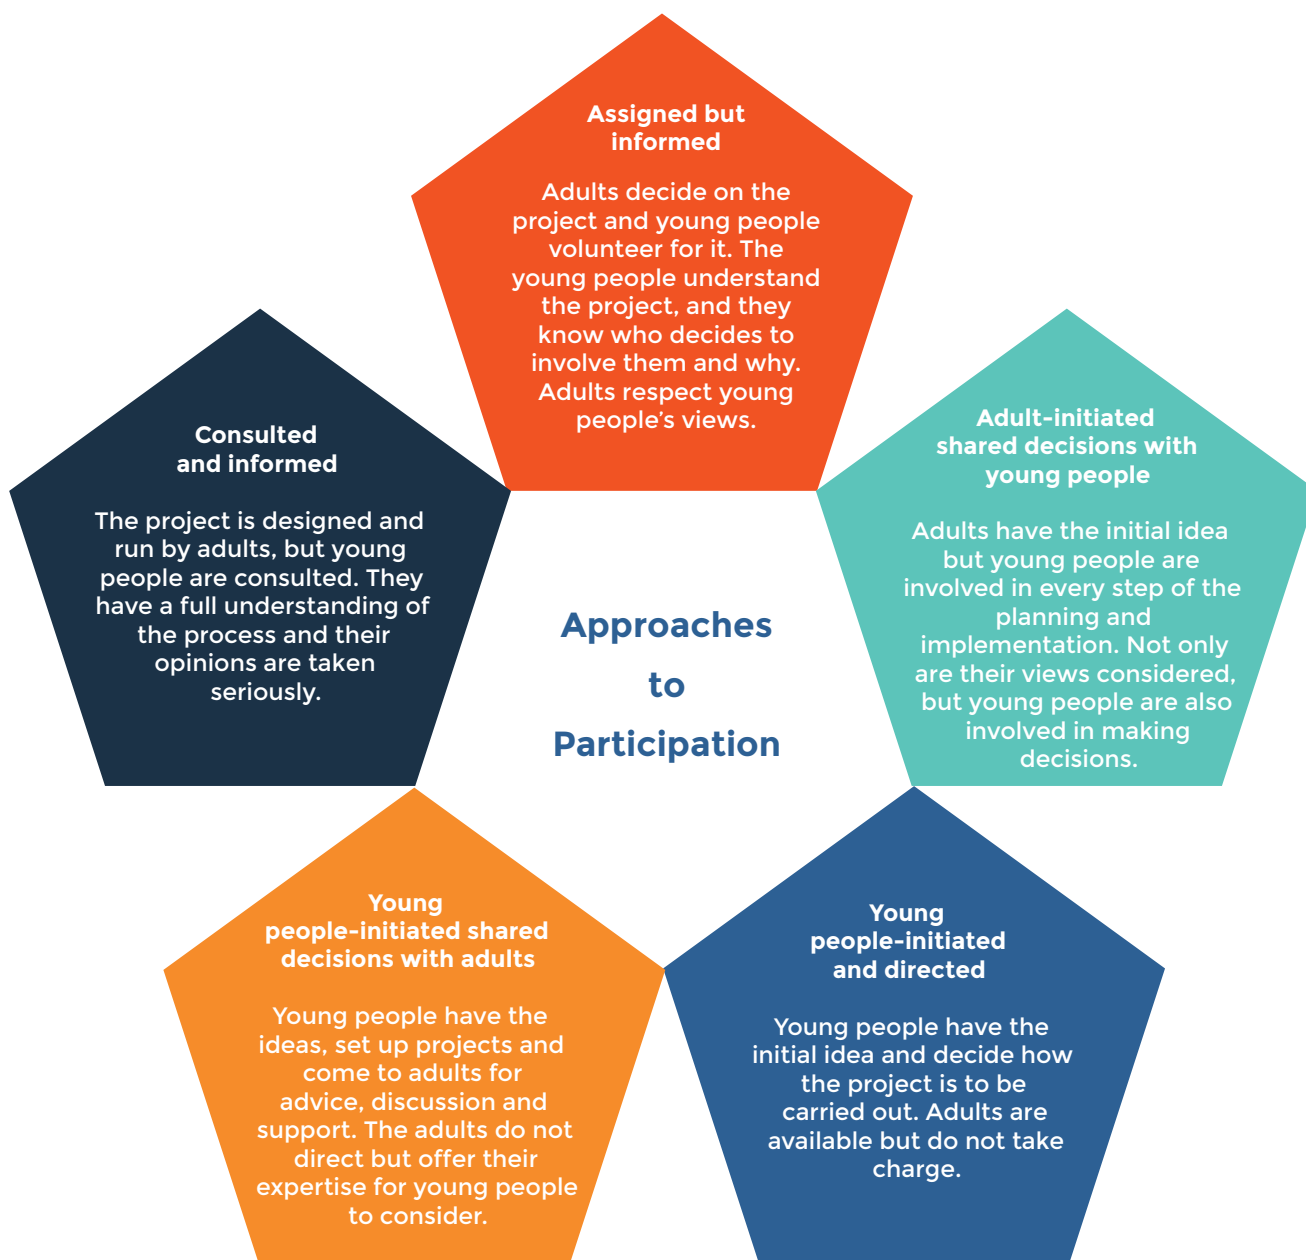 Assigned but
informed
Adults decide on the
project and young people
volunteer for it. The
young people understand
the project, and they
know who decides to
involve them and why.
Adults respect young
people’s views.
Consulted
and informed
The project is designed and
run by adults, but young
people are consulted. They
have a full understanding of
the process and their
opinions are taken
seriously.
Approaches
to
Participation
Adult-initiated
shared decisions with
young people
Adults have the initial idea
but young people are
involved in every step of the
planning and
implementation. Not only
are their views considered,
but young people are also
involved in making
decisions.
Young
people-initiated shared
decisions with adults
Young people have the
ideas, set up projects and
come to adults for
advice, discussion and
support. The adults do not
direct but offer their
expertise for young people
to consider.
Young
people-initiated
and directed
Young people have the
initial idea and decide how
the project is to be
carried out. Adults are
available but do not take
charge.